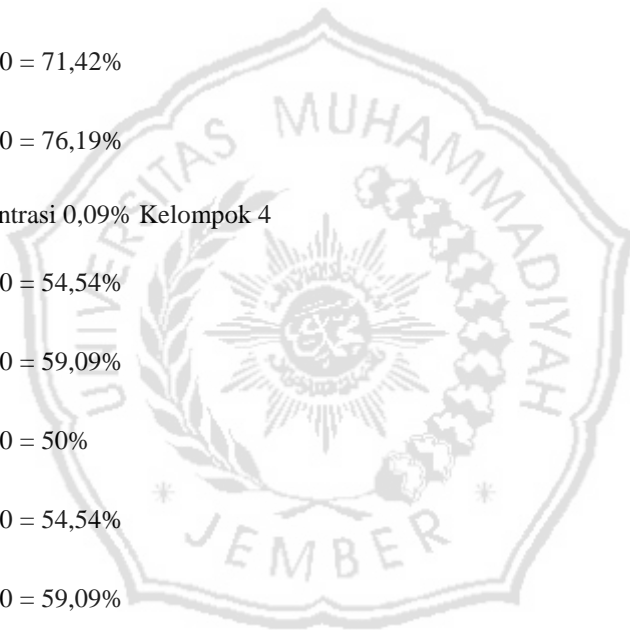 0 = 71,42%
0 = 76,19%
ntrasi 0,09% Kelompok 4
0 = 54,54%
0 = 59,09%
0 = 50%
0 = 54,54%
0 = 59,09%
UNIVERSITAS MUHAMMADIYAH
JEMBER